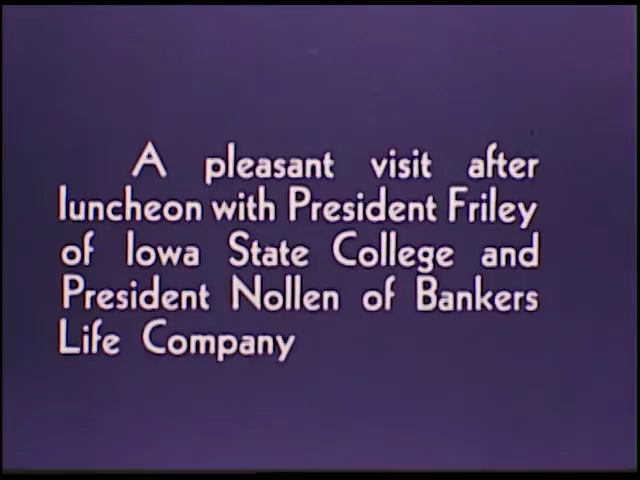 A pleasant visit after
luncheon with President Friley
of Iowa State College and
President Nollen of Bankers
Life Company